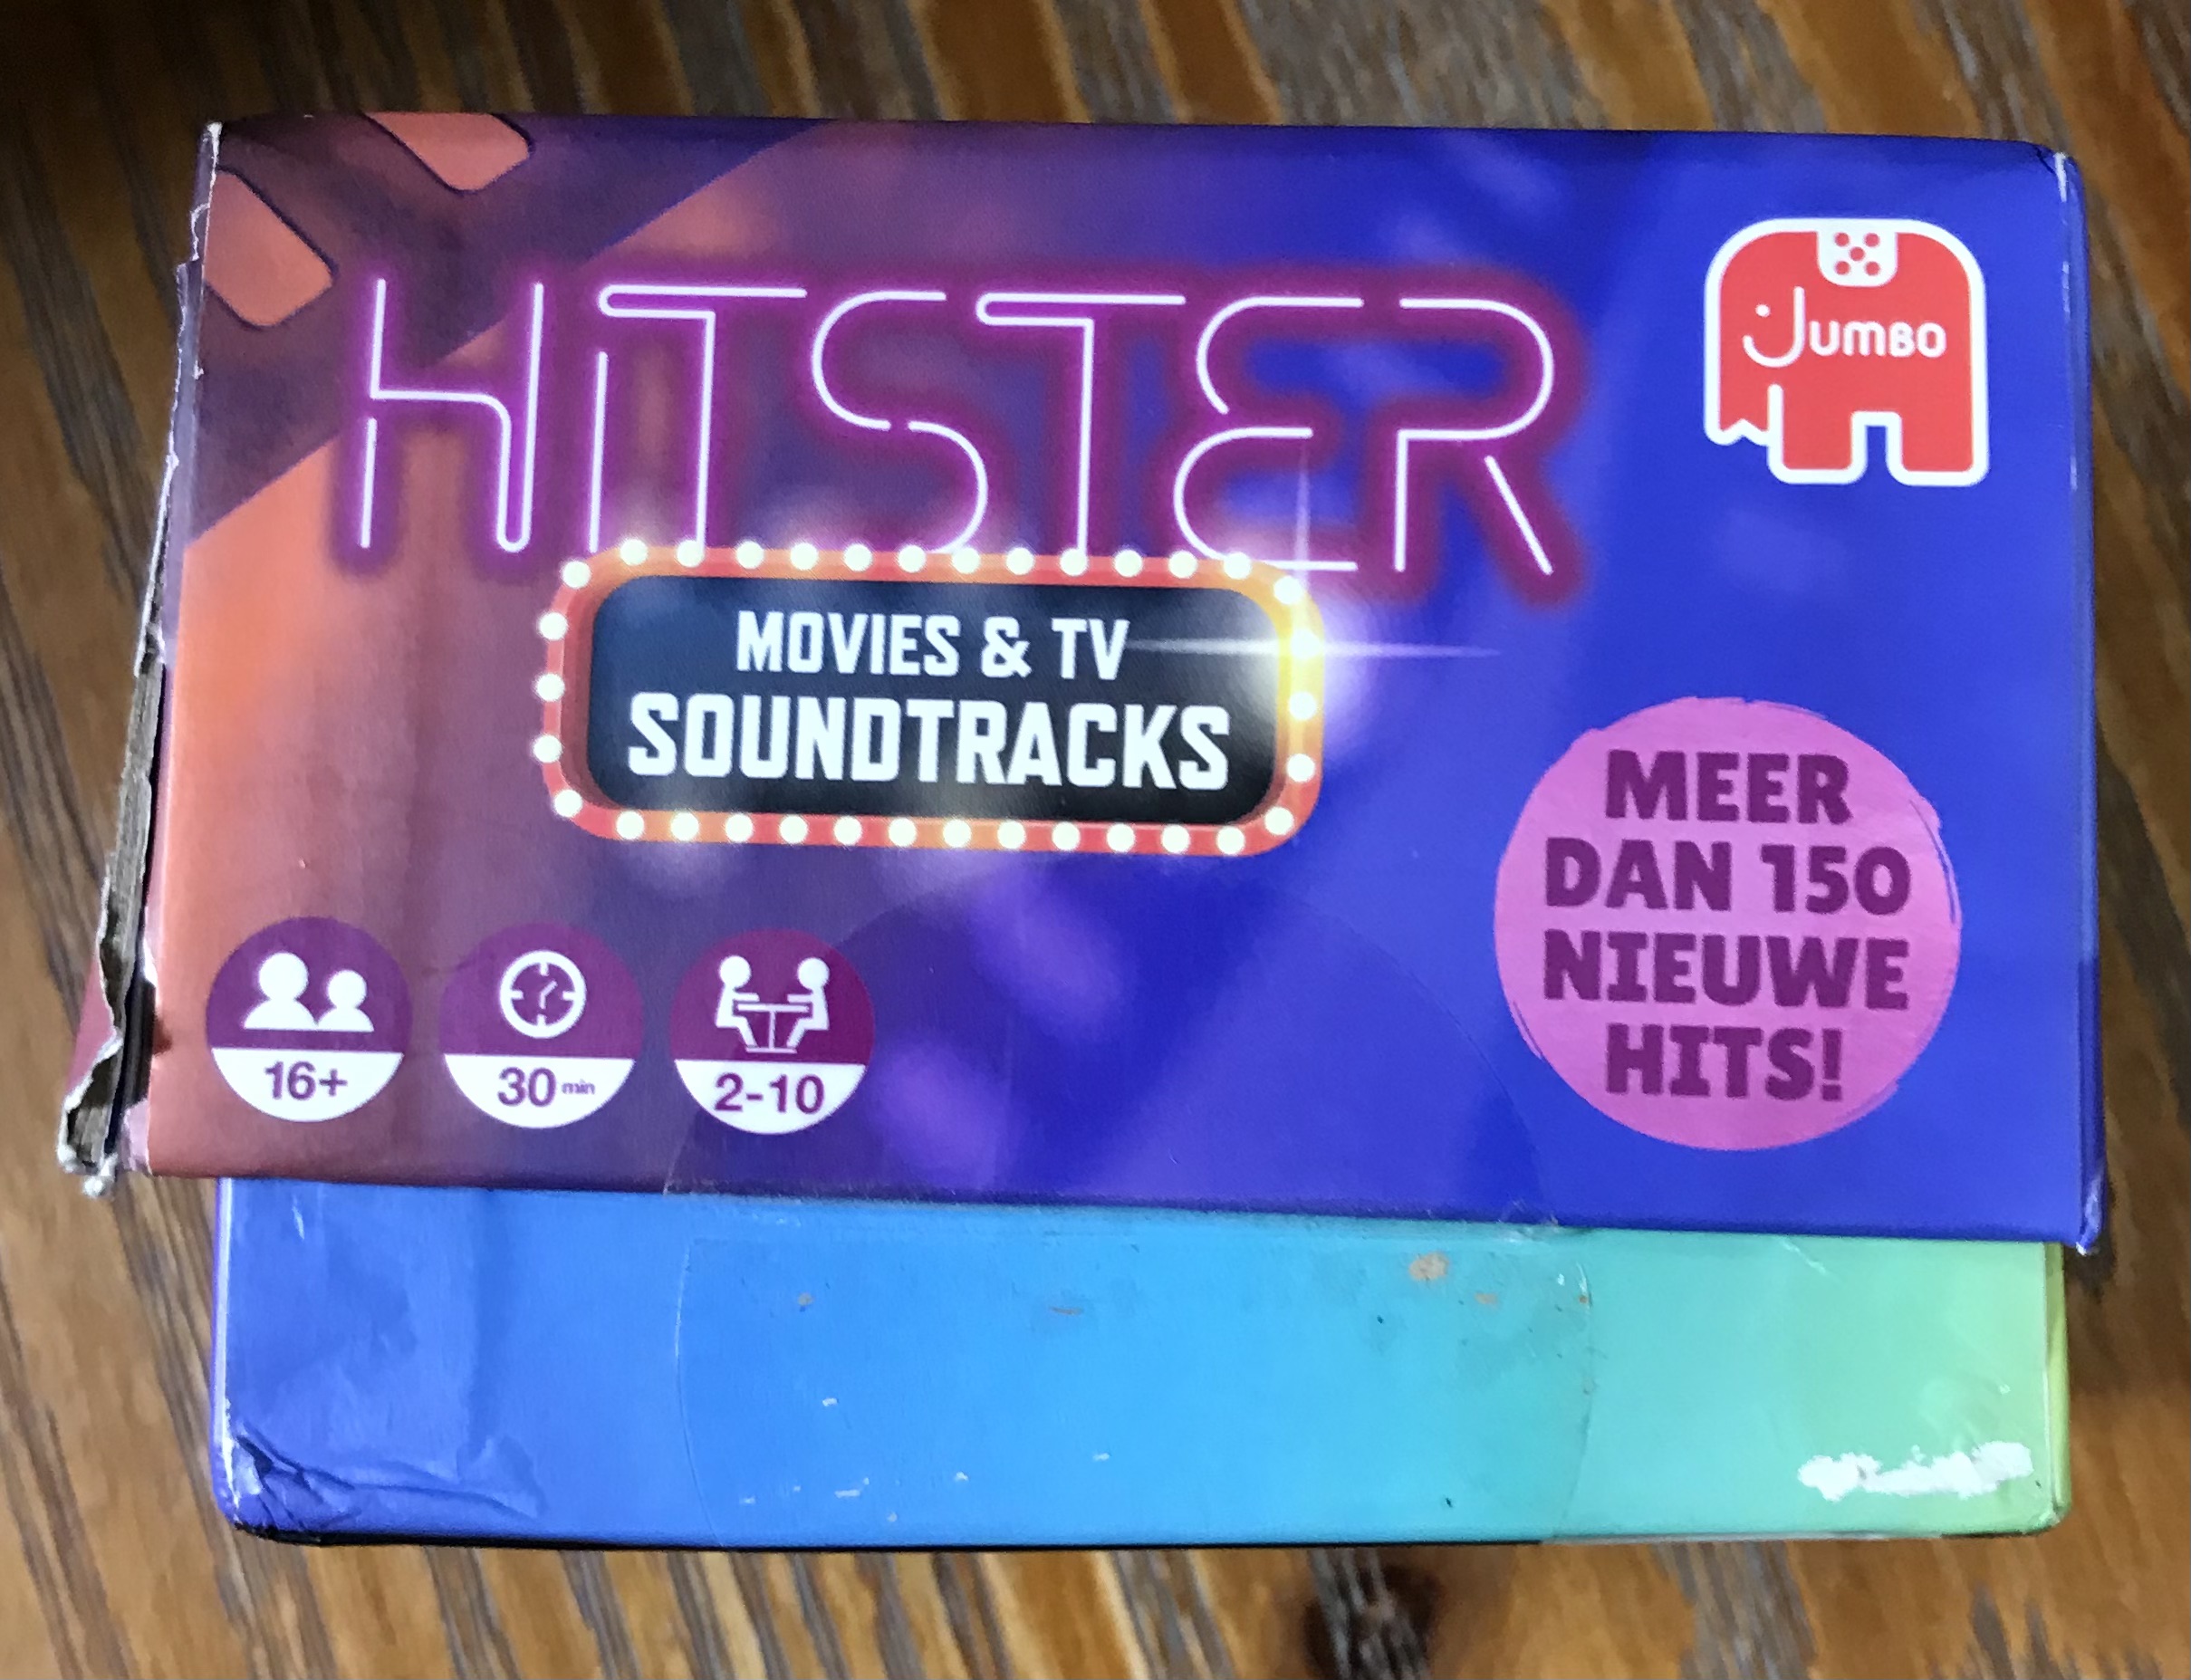 HITSTER
JUMBO
MOVIES & TV
SOUNDTRACKS
MEER
DAN 150
NIEUWE
HITS!
16+
30 min
2-10